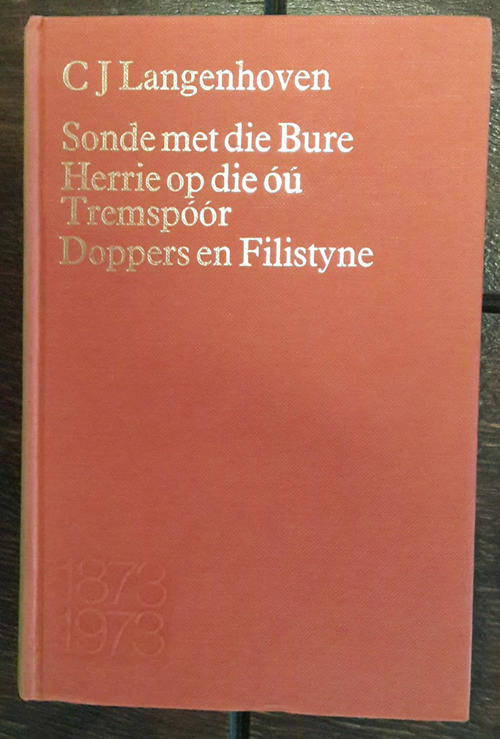 C J Langenhoven
Sonde met die Bure
Herrie op die óú
Tremspóór
Doppers en Filistyne
1873
1973